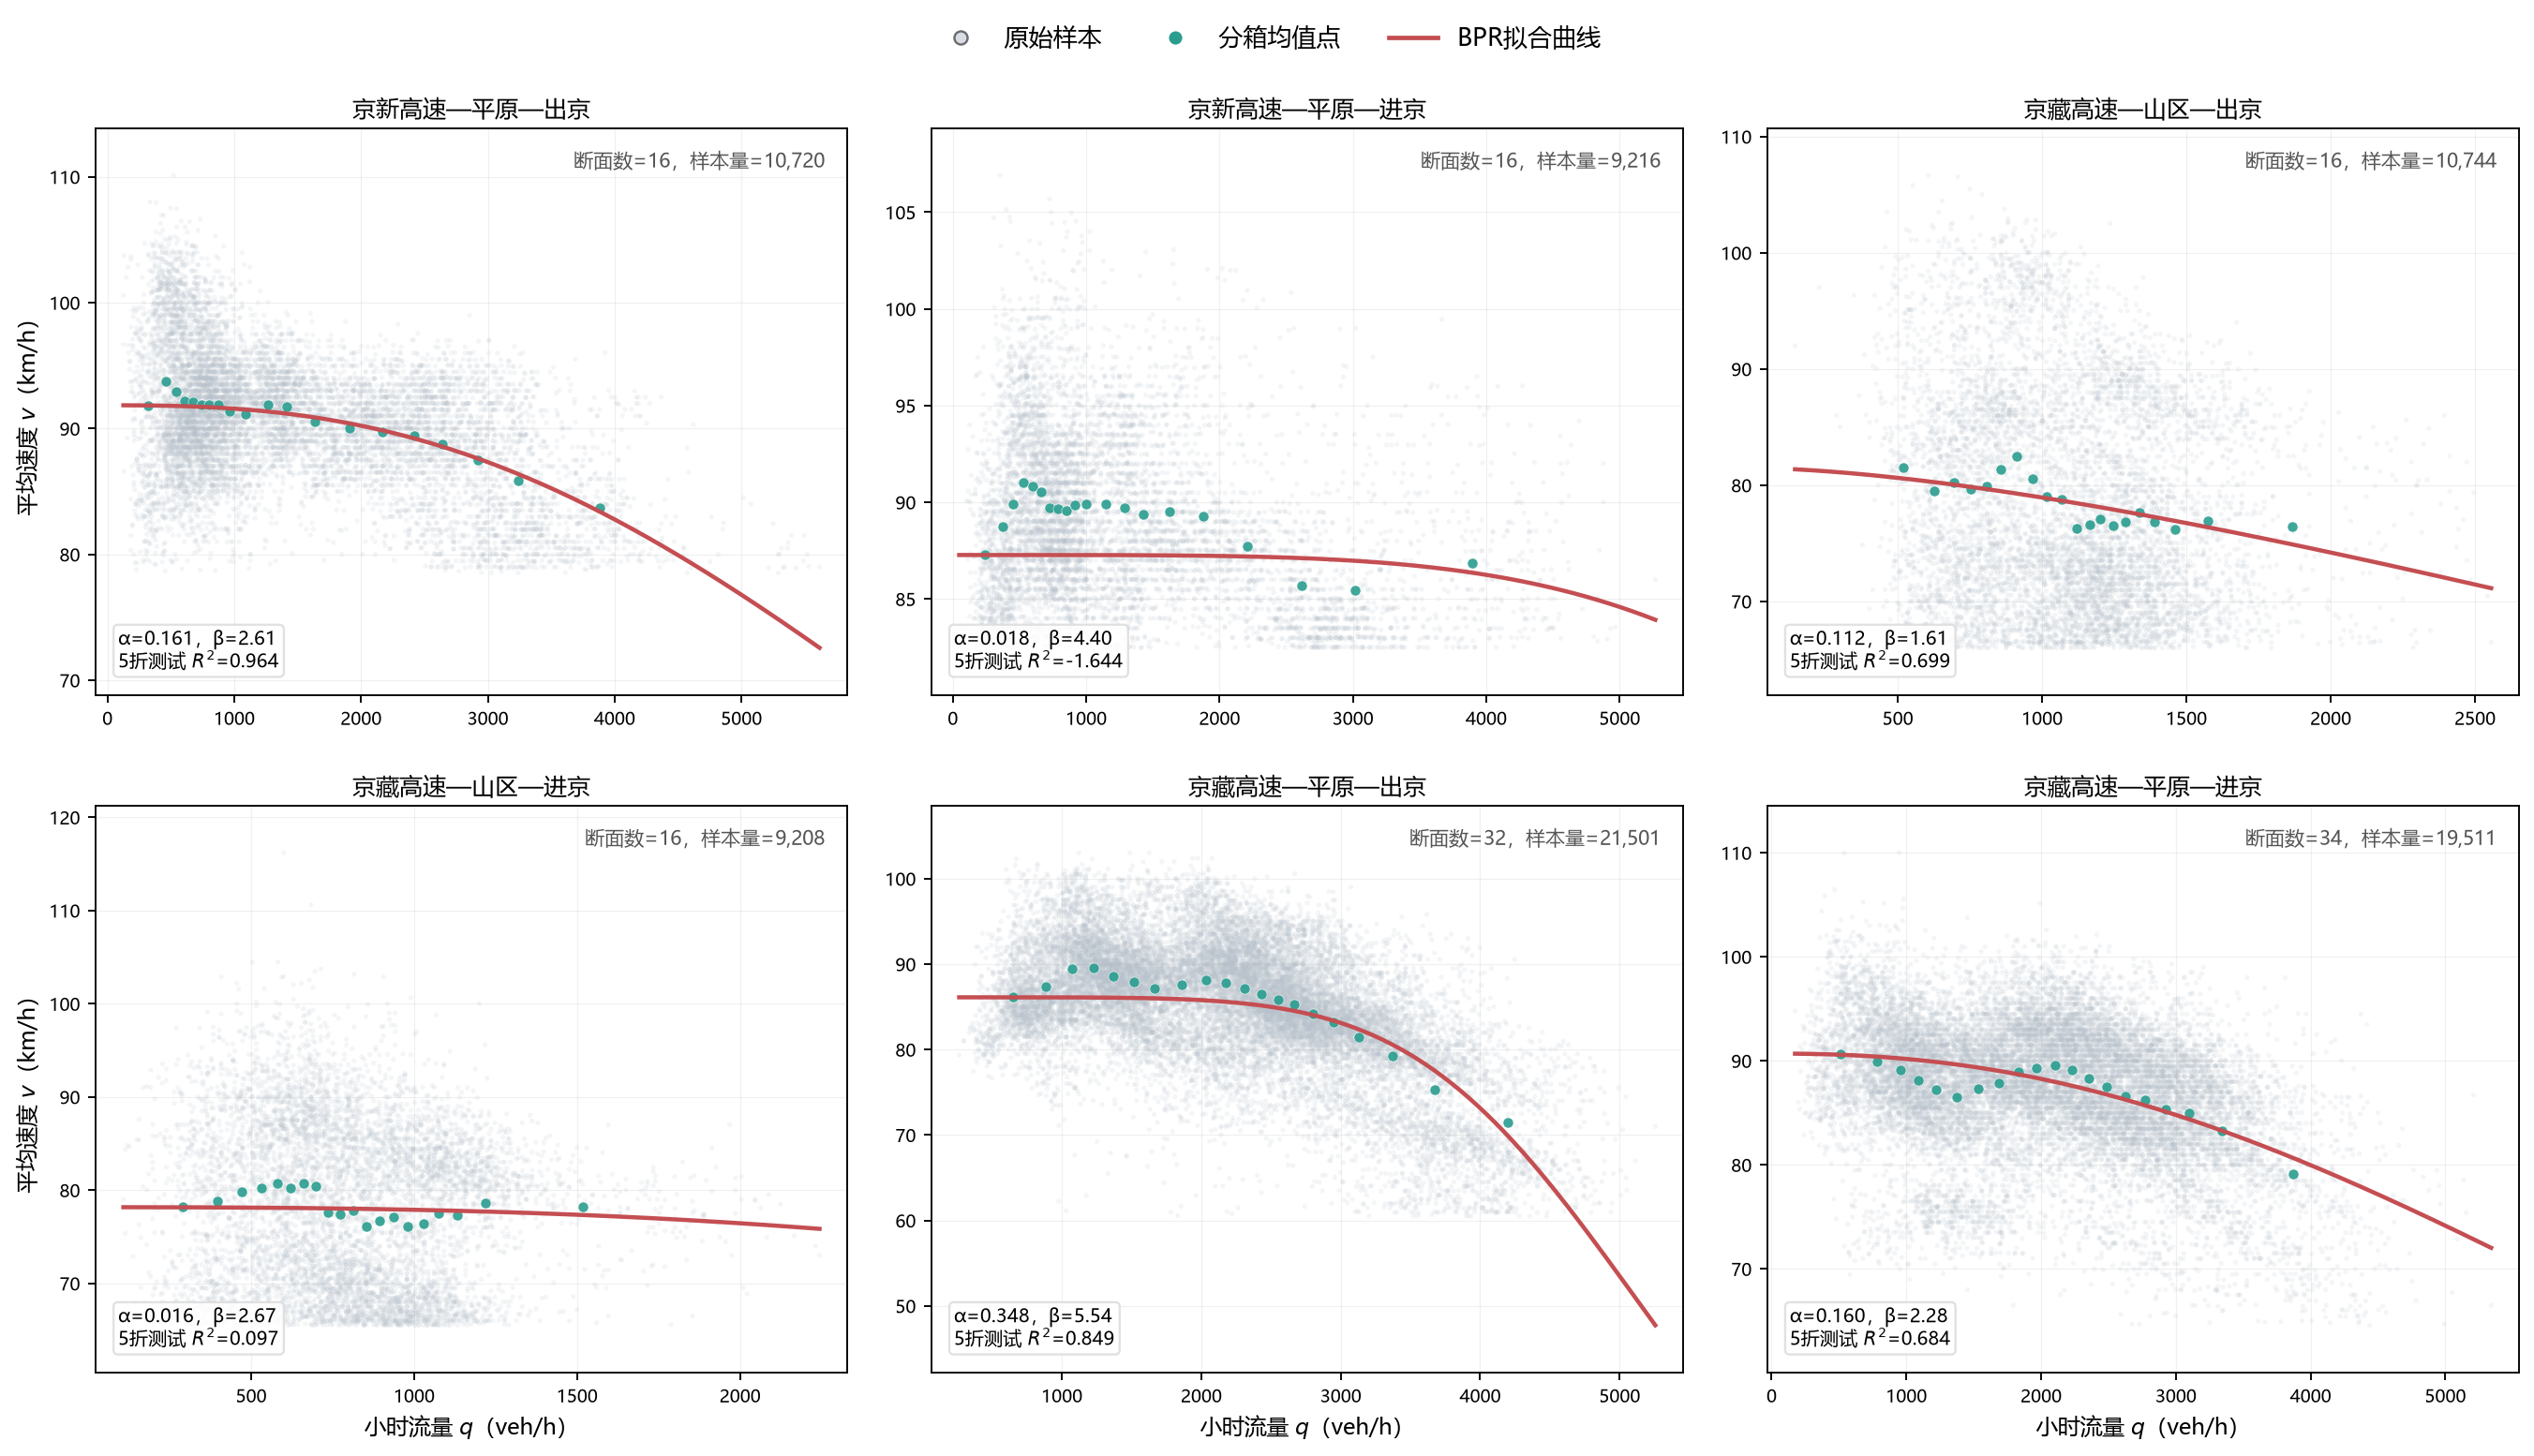 原始样本 分箱均值点 BPR拟合曲线
京新高速—平原—出京
断面数=16，样本量=10,720
110
100
90
80
70
平均速度 v（km/h）
α=0.161，β=2.61
5折测试 R²=0.964
0 1000 2000 3000 4000 5000
京新高速—平原—进京
断面数=16，样本量=9,216
105
100
95
90
85
α=0.018，β=4.40
5折测试 R²=-1.644
0 1000 2000 3000 4000 5000
京藏高速—山区—出京
断面数=16，样本量=10,744
110
100
90
80
70
α=0.112，β=1.61
5折测试 R²=0.699
500 1000 1500 2000 2500
京藏高速—山区—进京
断面数=16，样本量=9,208
120
110
100
90
80
70
平均速度 v（km/h）
α=0.016，β=2.67
5折测试 R²=0.097
500 1000 1500 2000
小时流量 q（veh/h）
京藏高速—平原—出京
断面数=32，样本量=21,501
100
90
80
70
60
50
α=0.348，β=5.54
5折测试 R²=0.849
1000 2000 3000 4000 5000
小时流量 q（veh/h）
京藏高速—平原—进京
断面数=34，样本量=19,511
110
100
90
80
70
α=0.160，β=2.28
5折测试 R²=0.684
0 1000 2000 3000 4000 5000
小时流量 q（veh/h）